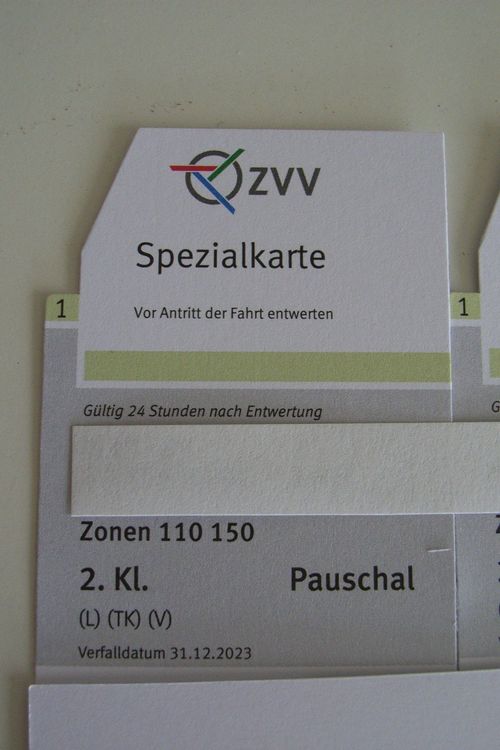 ZVV
Spezialkarte
1
1
Vor Antritt der Fahrt entwerten
Gültig 24 Stunden nach Entwertung
G
Zonen 110 150
2. Kl. Pauschal
(L) (TK) (V)
Verfalldatum 31.12.2023